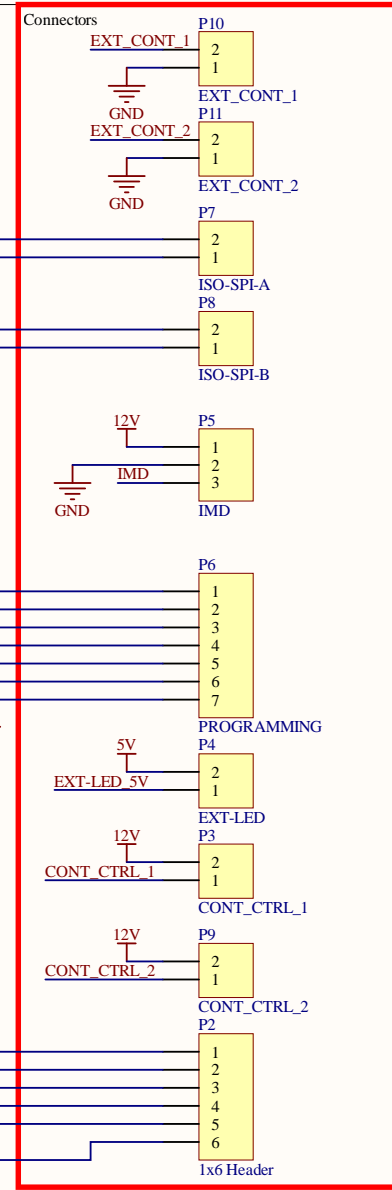 Connectors
P10
EXT_CONT_1
2
1
GND
EXT_CONT_1
P11
EXT_CONT_2
2
1
GND
EXT_CONT_2
P7
2
1
ISO-SPI-A
P8
2
1
ISO-SPI-B
12V
P5
1
2
IMD
3
GND
IMD
P6
1
2
3
4
5
6
7
PROGRAMMING
5V
P4
2
EXT-LED_5V
1
EXT-LED
12V
P3
2
CONT_CTRL_1
1
CONT_CTRL_1
12V
P9
2
CONT_CTRL_2
1
CONT_CTRL_2
P2
1
2
3
4
5
6
1x6 Header